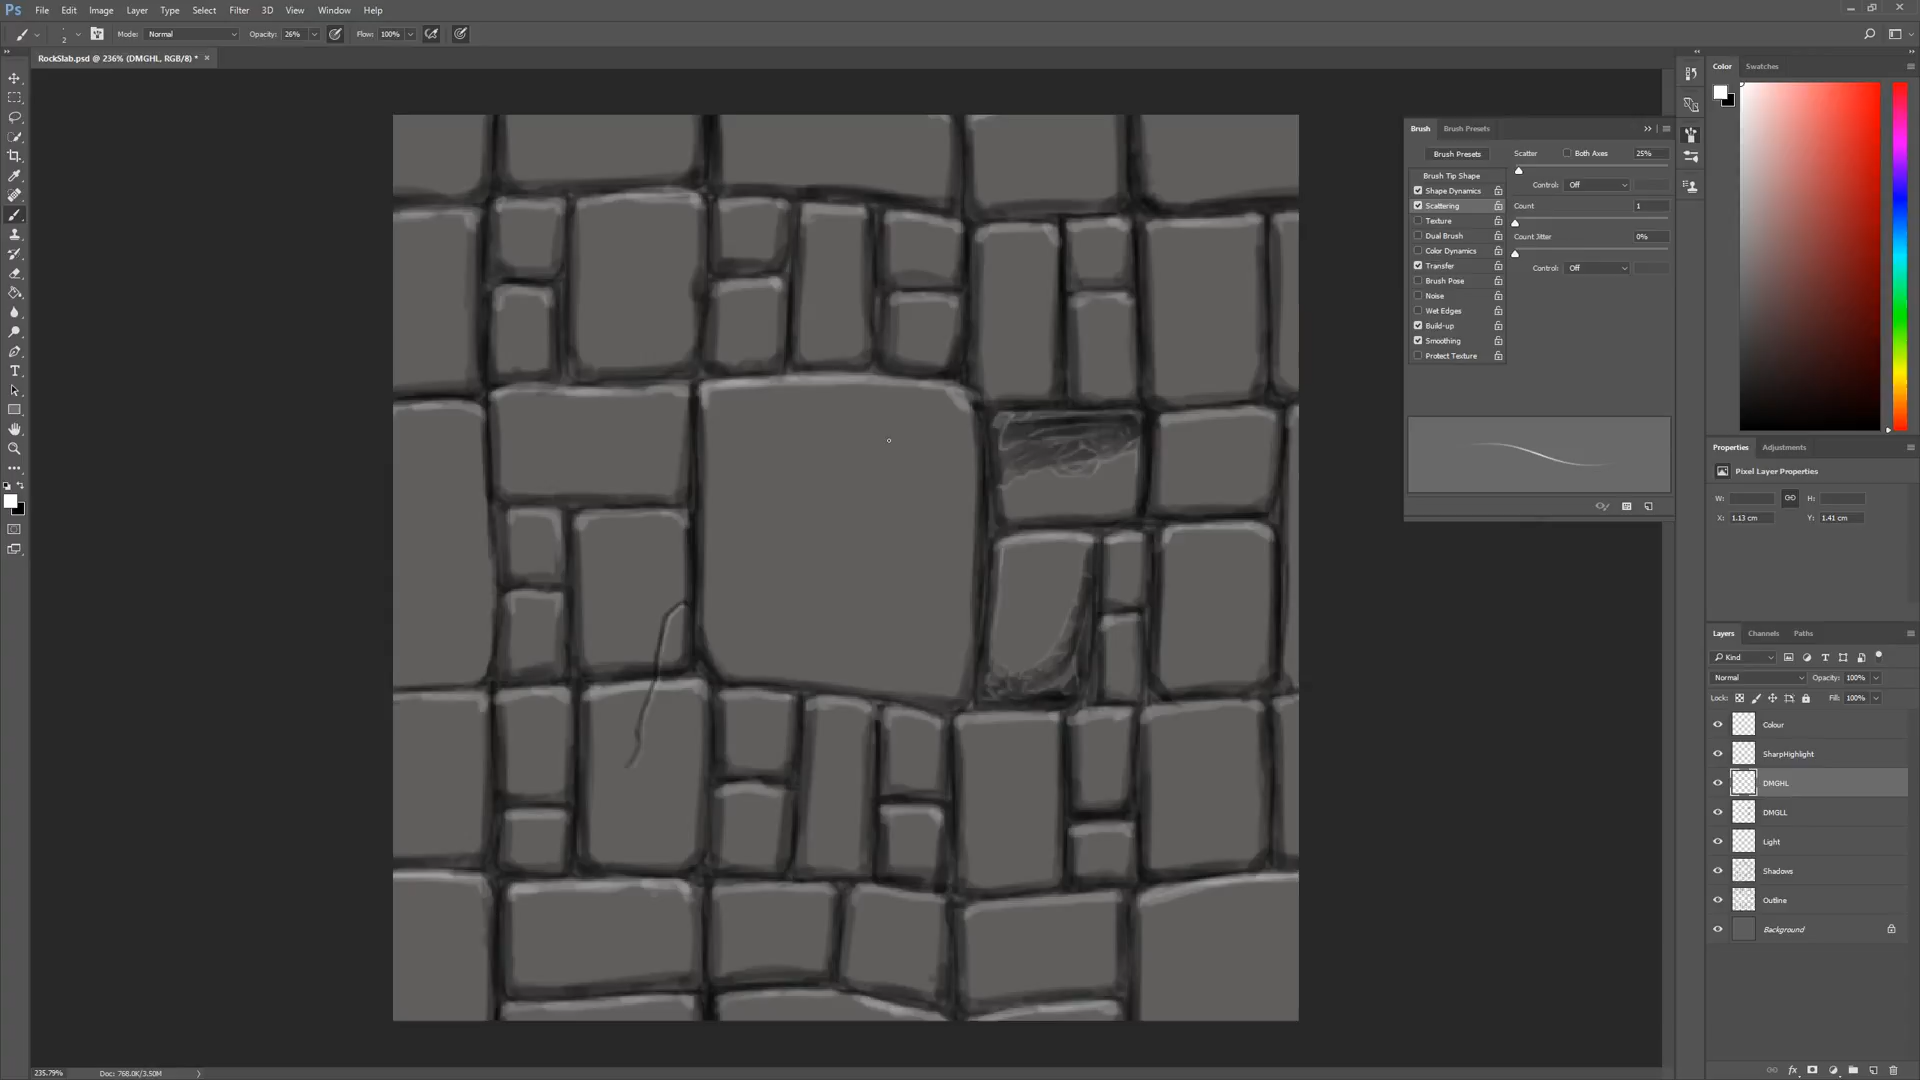 Ps File Edit Image Layer Type Select Filter 3D View Window Help
2 Mode: Normal Opacity: 26% Flow: 100%
RockSlab.psd @ 236% (DMGHL, RGB/8) * ×
Color Swatches
Brush Brush Presets
Brush Presets Scatter Both Axes 25%
Brush Tip Shape
Control: Off
Shape Dynamics
Scattering Count 1
Texture
Dual Brush Count Jitter 0%
Color Dynamics
Transfer Control: Off
Brush Pose
Noise
Wet Edges
Build-up
Smoothing
Protect Texture
Properties Adjustments
Pixel Layer Properties
W: H:
X: 1.13 cm Y: 1.41 cm
Layers Channels Paths
Kind
Normal Opacity: 100%
Lock: Fill: 100%
Colour
SharpHighlight
DMGHL
DMGLL
Light
Shadows
Outline
Background
235.79% Doc: 768.0K/3.50M